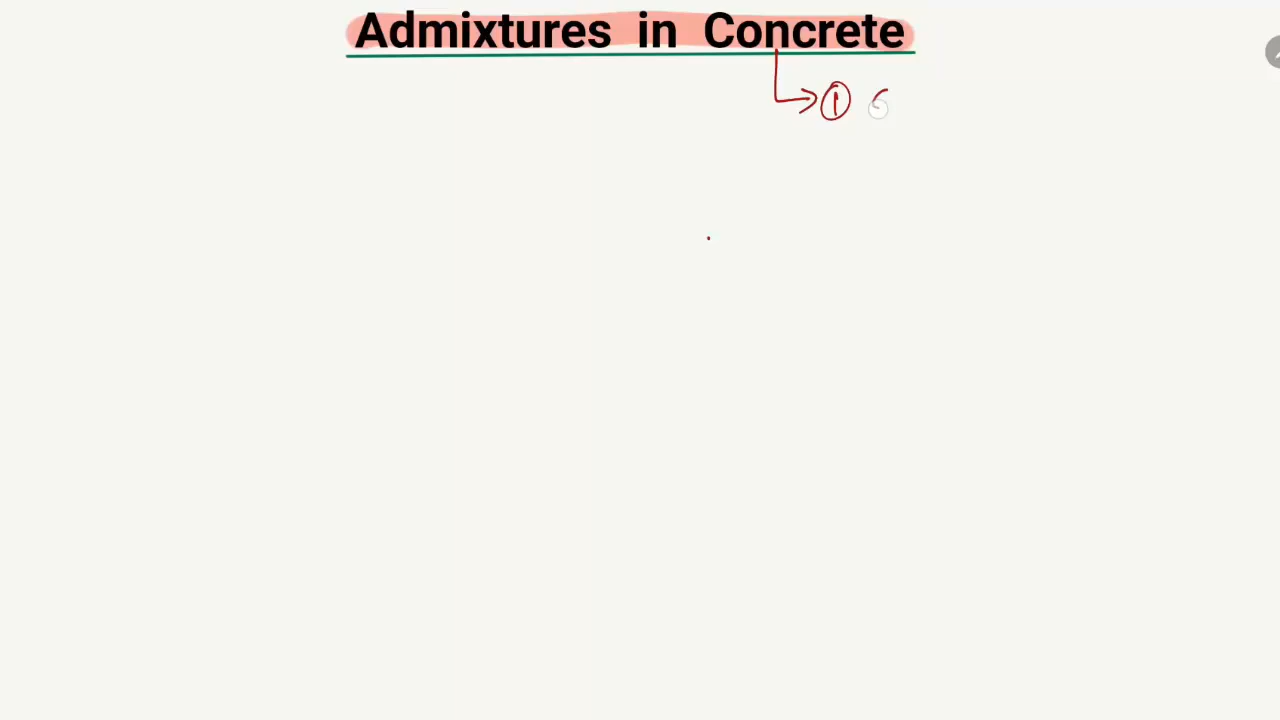 Admixtures in Concrete
→ ①